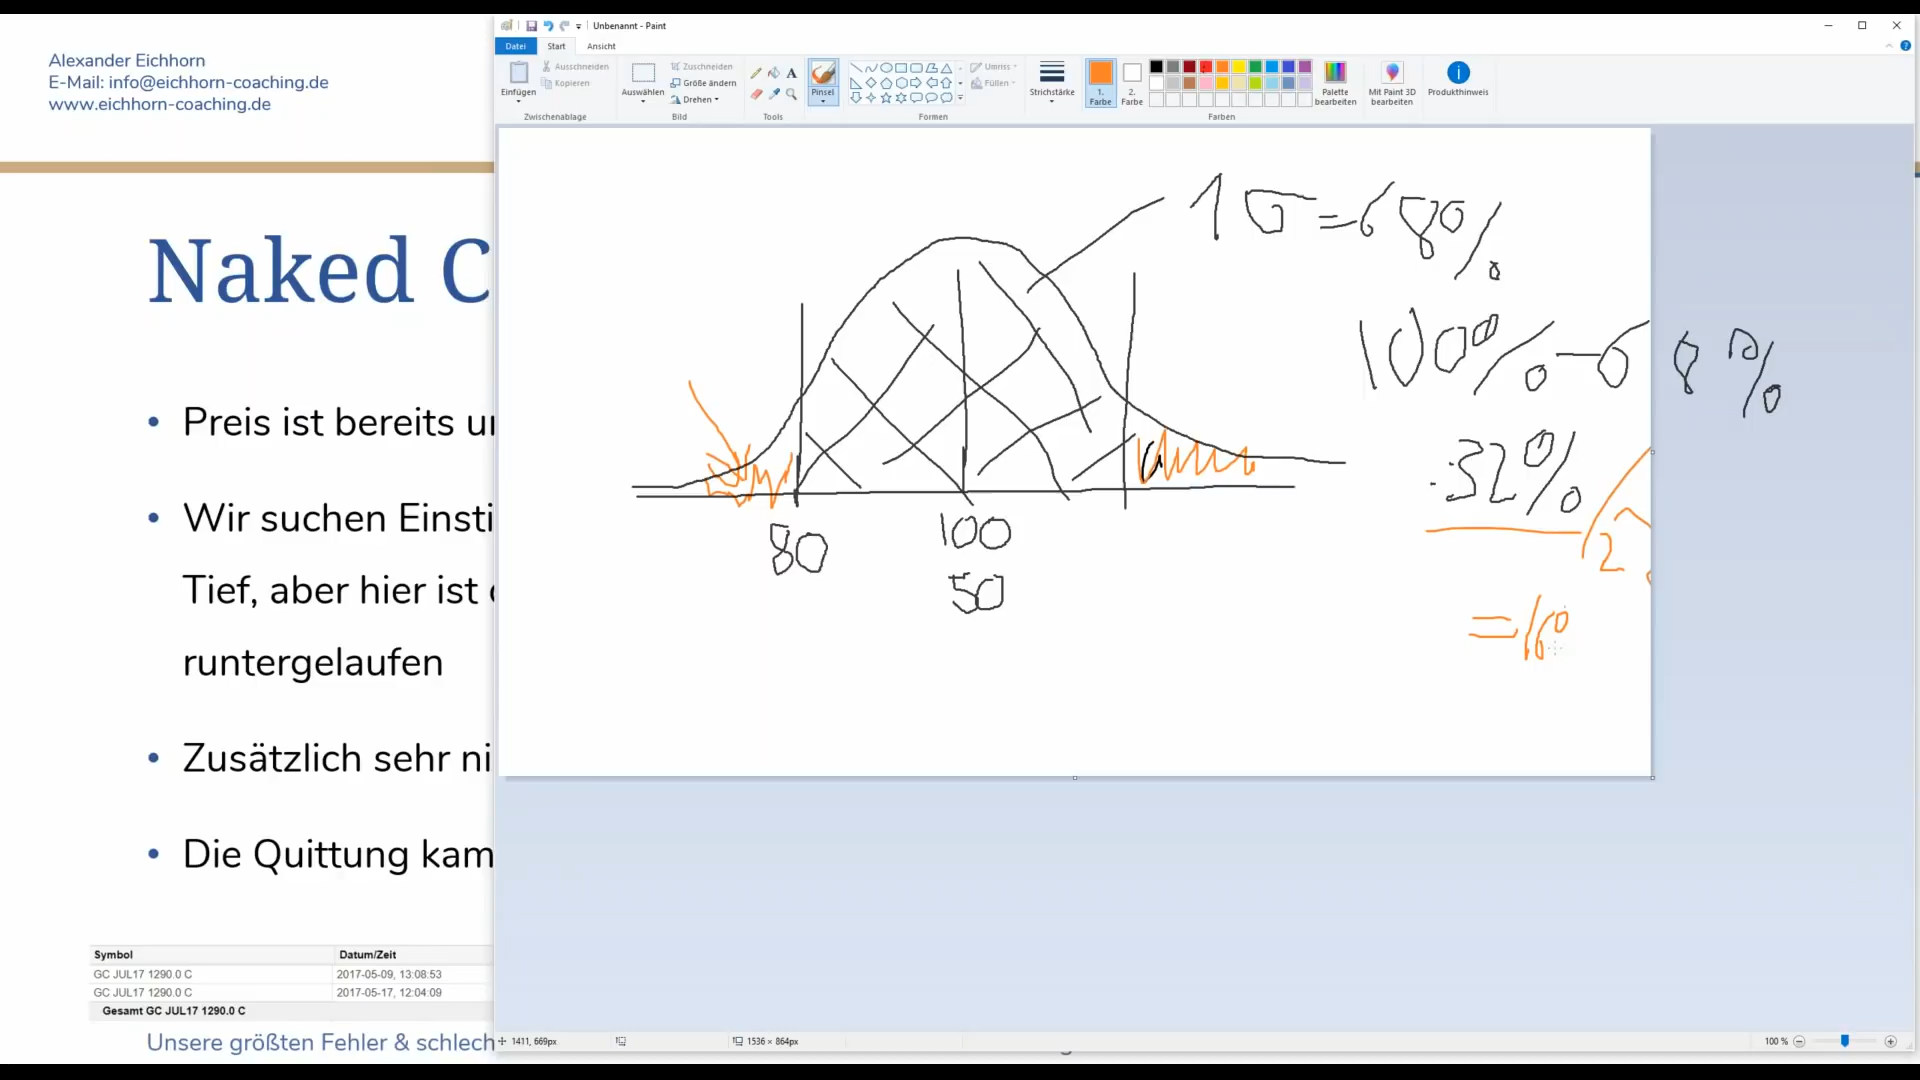 Alexander Eichhorn
E-Mail: info@eichhorn-coaching.de
www.eichhorn-coaching.de
Naked C
• Preis ist bereits
• Wir suchen Einsti
Tief, aber hier ist
runtergelaufen
• Zusätzlich sehr ni
• Die Quittung kam
Symbol Datum/Zeit
GC JUL17 1290.0 C 2017-05-09, 13:08:53
GC JUL17 1290.0 C 2017-05-17, 12:04:09
Gesamt GC JUL17 1290.0 C
Unsere größten Fehler & schlech
Unbenannt - Paint
Datei Start Ansicht
Einfügen
Ausschneiden
Kopieren
Zwischenablage
Auswählen
Zuschneiden
Größe ändern
Drehen
Bild
A
Pinsel
Tools
Umriss
Füllen
Formen
Strichstärke
1. Farbe
2. Farbe
Palette bearbeiten
Farben
Mit Paint 3D bearbeiten
Produkthinweis
1σ=68%
100%-68%
32%
2
=16
80
100
50
1411, 669px
1536 × 864px
100 %